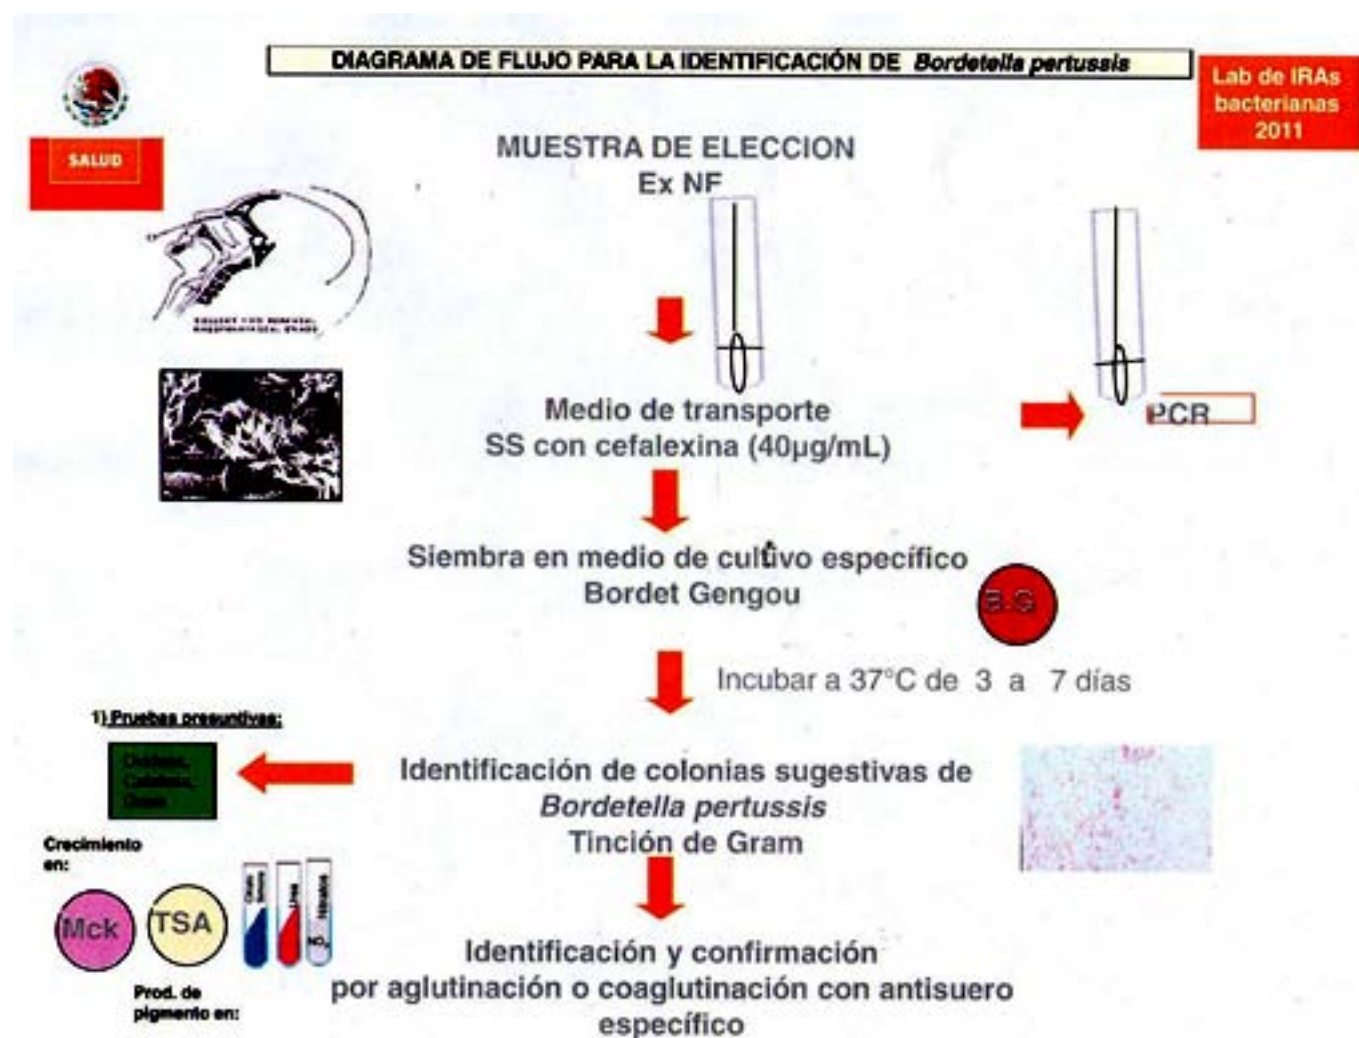 DIAGRAMA DE FLUJO PARA LA IDENTIFICACIÓN DE Bordetella pertussis
Lab de IRAs
bacterianas
2011
SALUD
MUESTRA DE ELECCION
Ex NF
Medio de transporte
SS con cefalexina (40µg/mL)
PCR
Siembra en medio de cultivo específico
Bordet Gengou
B.G
Incubar a 37°C de 3 a 7 días
1) Pruebas presuntivas:
Identificación de colonias sugestivas de
Bordetella pertussis
Tinción de Gram
Crecimiento
en:
Mck
TSA
Urea
Nitratos
NO₃
Prod. de
pigmento en:
Identificación y confirmación
por aglutinación o coaglutinación con antisuero
específico